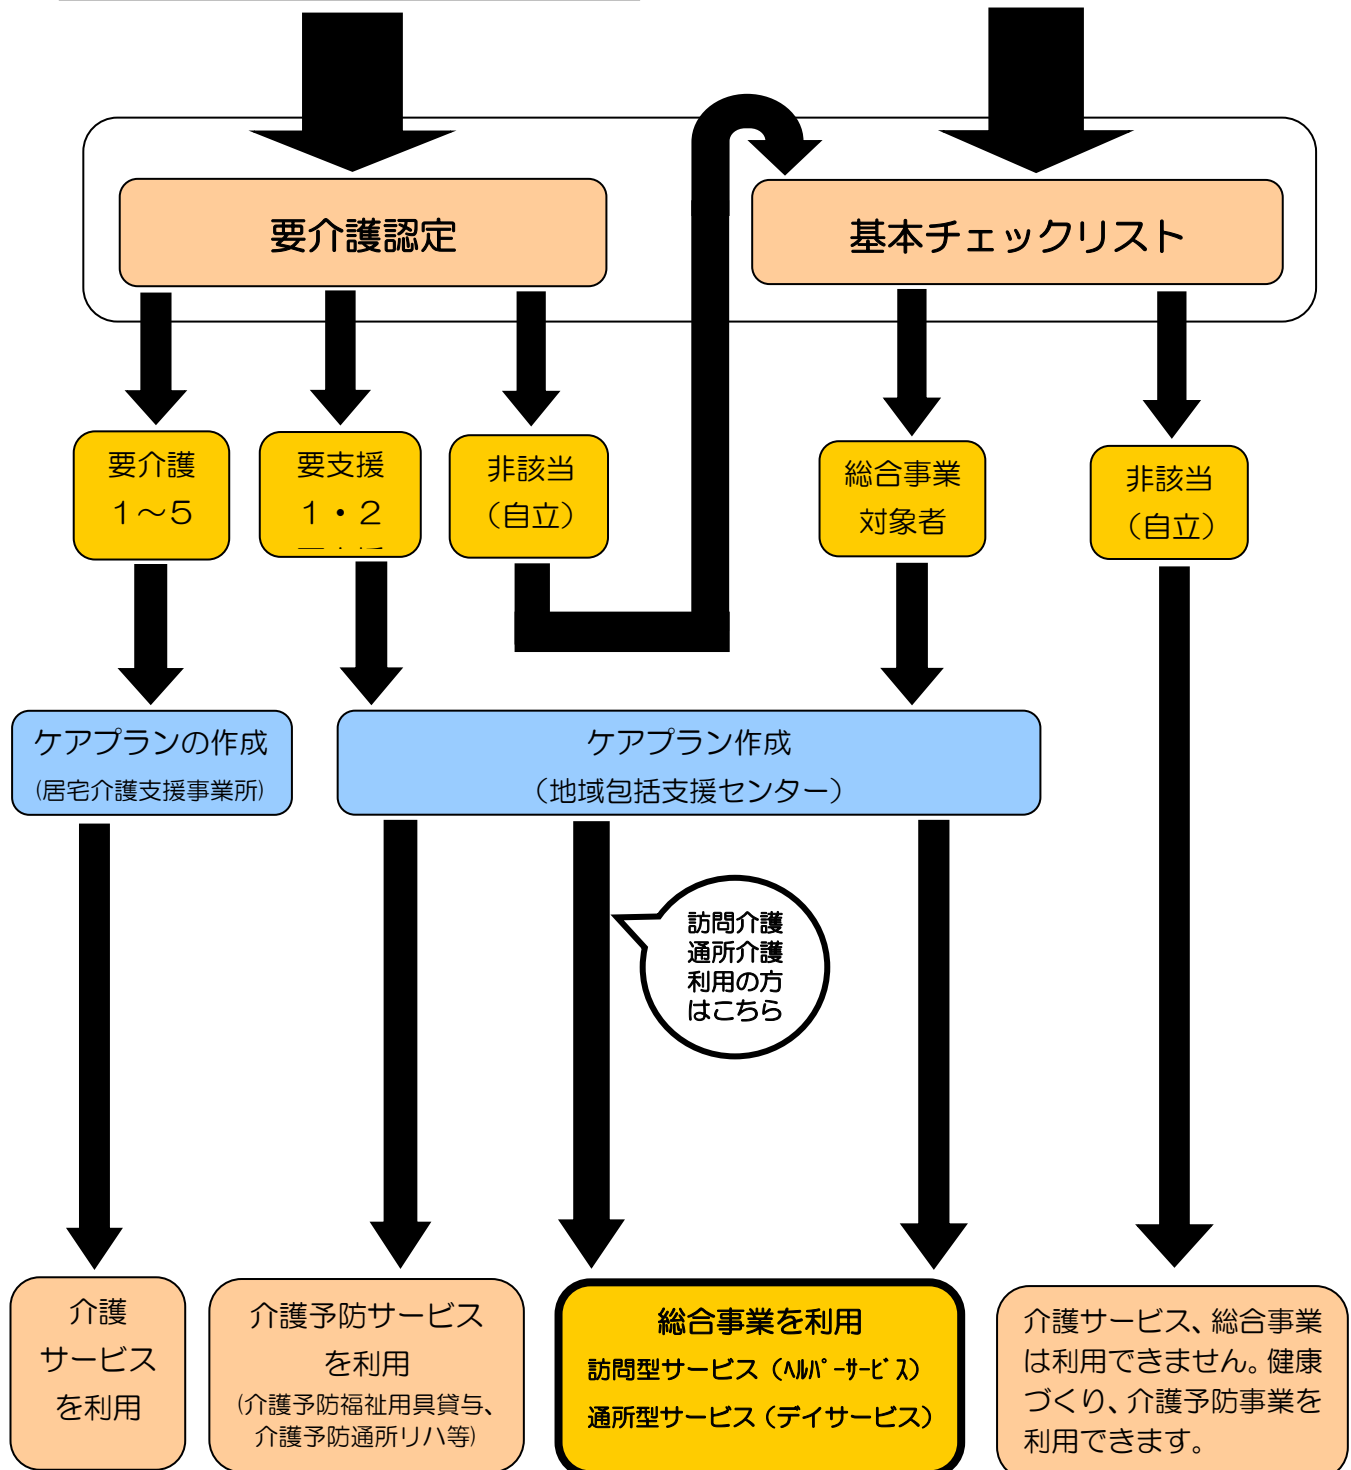 要介護認定
基本チェックリスト
要介護
１～５
要支援
１・２
非該当
（自立）
総合事業
対象者
非該当
（自立）
ケアプランの作成
(居宅介護支援事業所)
ケアプラン作成
（地域包括支援センター）
訪問介護
通所介護
利用の方
はこちら
介護
サービス
を利用
介護予防サービス
を利用
(介護予防福祉用具貸与、
介護予防通所リハ等)
総合事業を利用
訪問型サービス（ﾍﾙﾊﾟｰｻｰﾋﾞｽ）
通所型サービス（デイサービス）
介護サービス、総合事業
は利用できません。健康
づくり、介護予防事業を
利用できます。